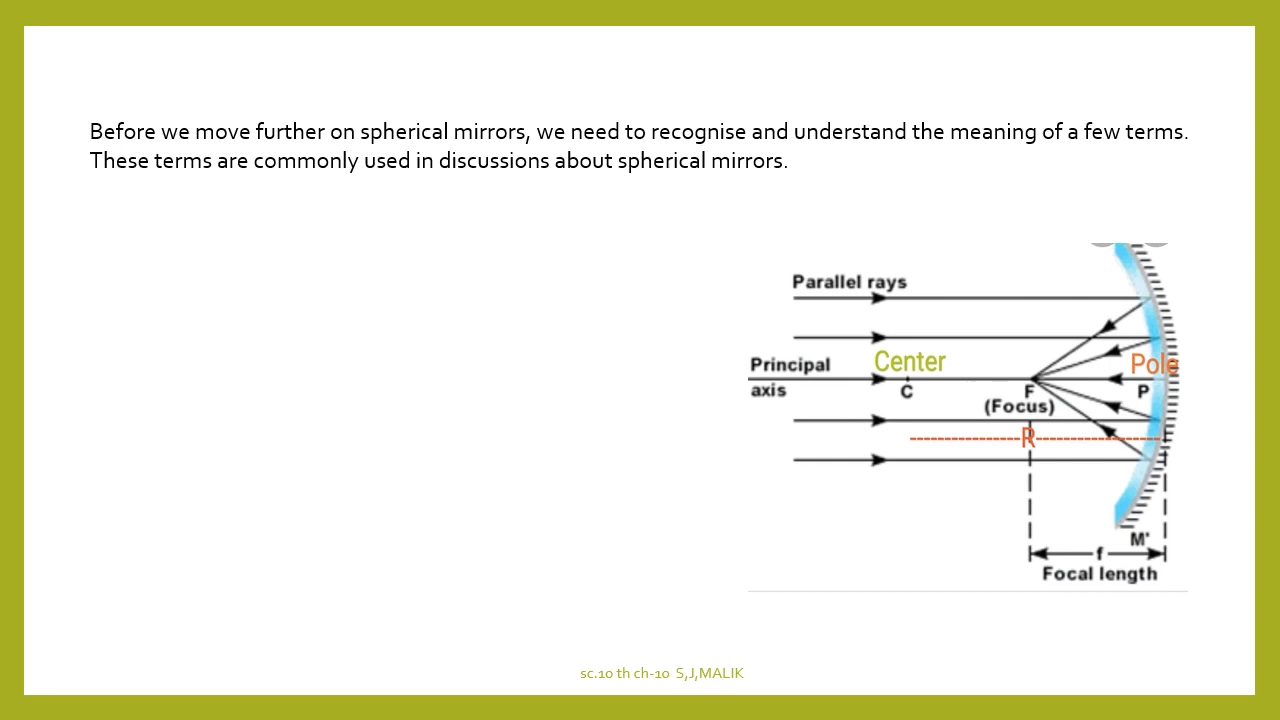 Before we move further on spherical mirrors, we need to recognise and understand the meaning of a few terms.
These terms are commonly used in discussions about spherical mirrors.
Parallel rays
Principal
axis
Center
Pole
C
F
P
(Focus)
R
M'
f
Focal length
sc.10 th ch-10 S,J,MALIK